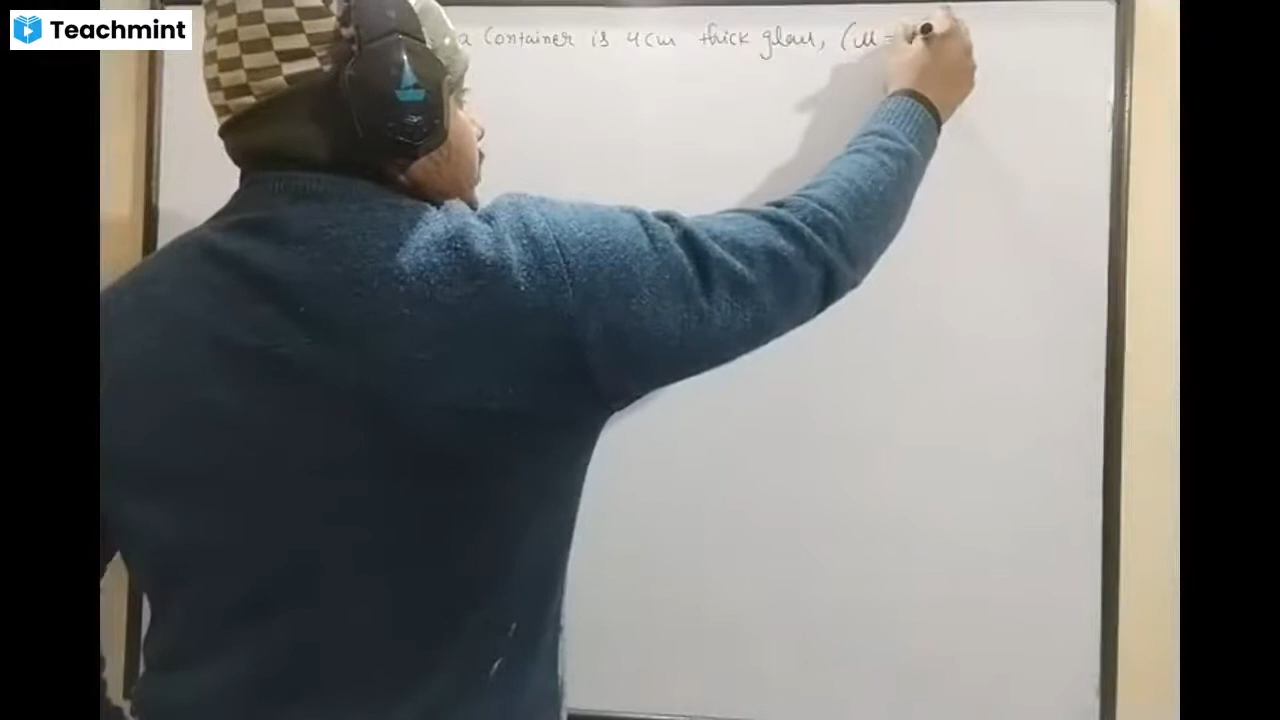 Teachmint
a Container is 4cm thick glass, (μ =